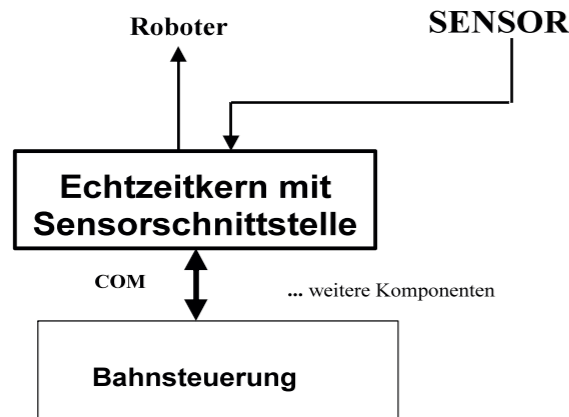 Roboter
SENSOR
Echtzeitkern mit
Sensorschnittstelle
COM
... weitere Komponenten
Bahnsteuerung